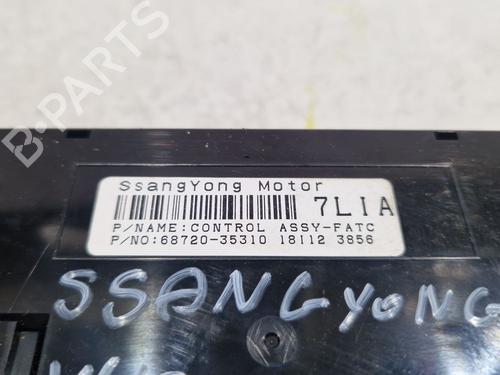 B-PARTS
SsangYong Motor
7LIA
P/NAME:CONTROL ASSY-FATC
P/NO:68720-35310 18112 3856
SSANGYONG